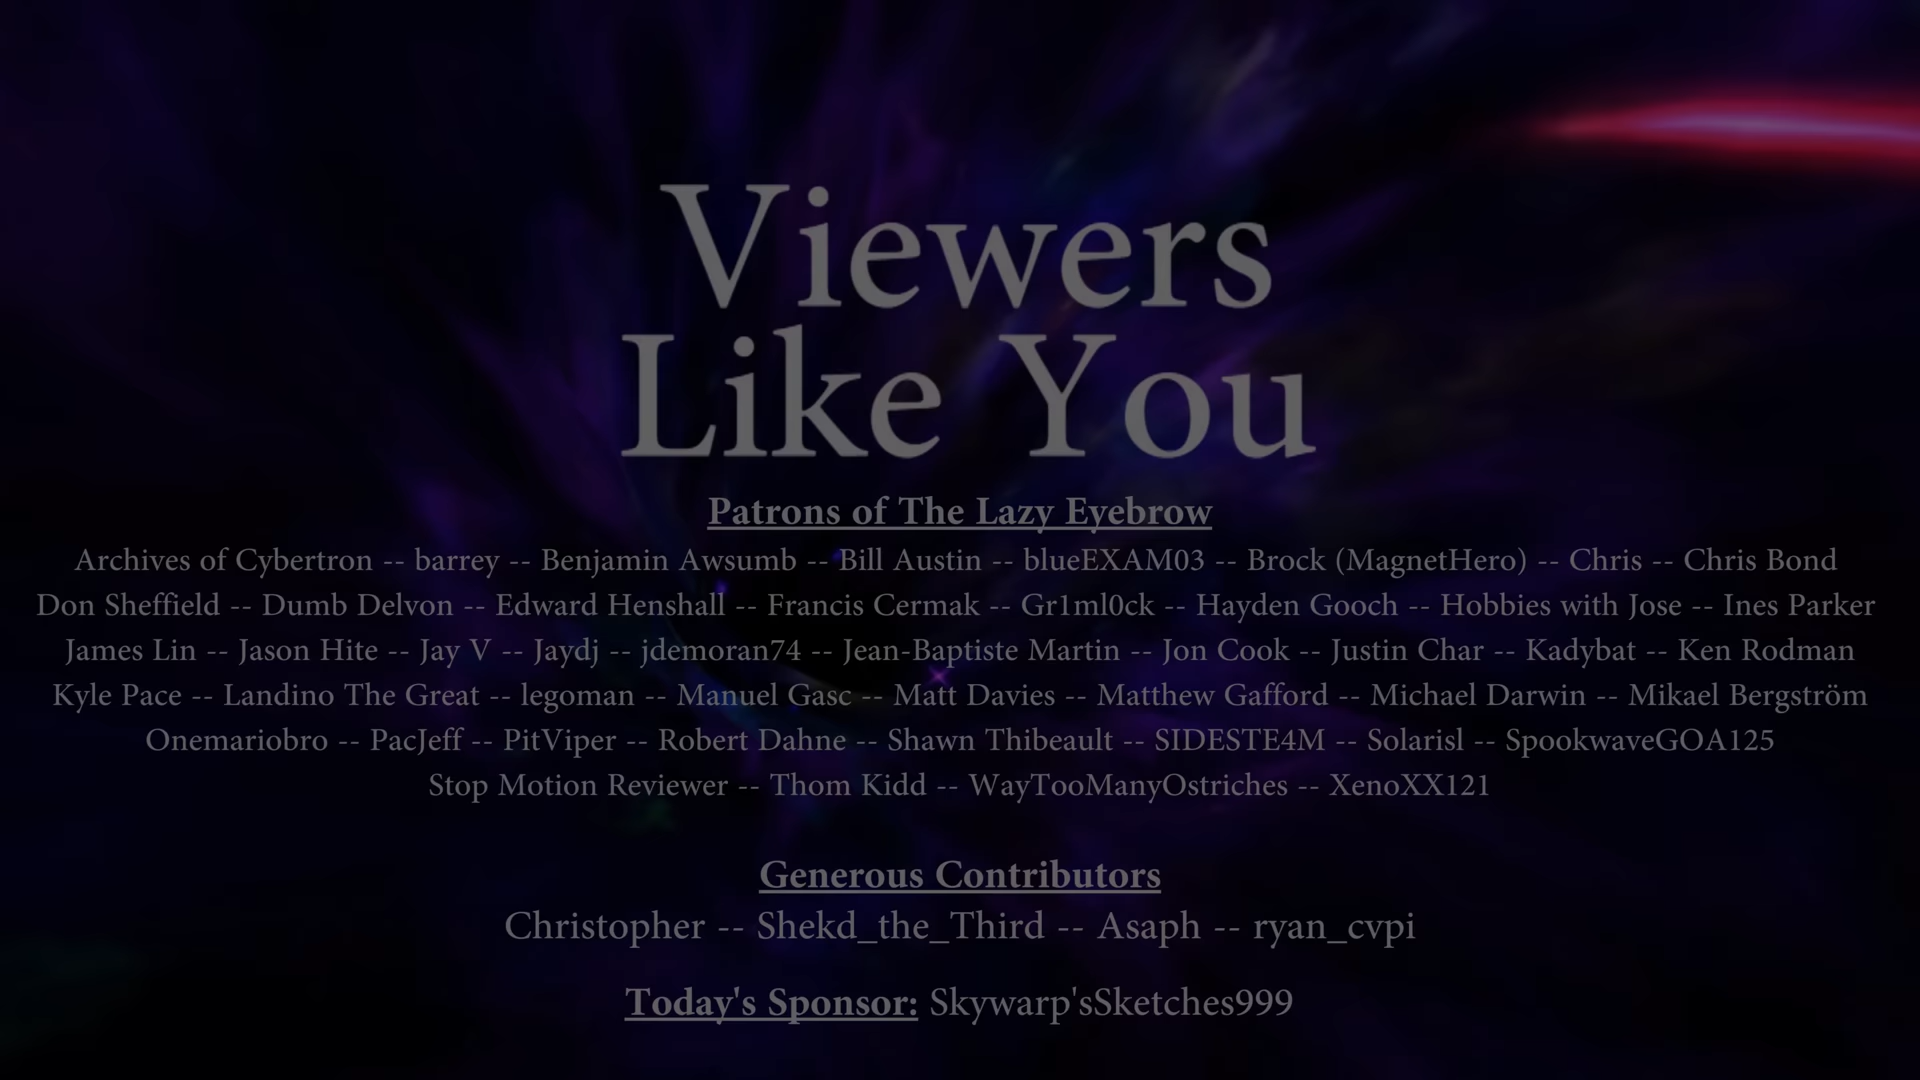 Viewers
Like You
Patrons of The Lazy Eyebrow
Archives of Cybertron -- barrey -- Benjamin Awsumb -- Bill Austin -- blueEXAM03 -- Brock (MagnetHero) -- Chris -- Chris Bond
Don Sheffield -- Dumb Delvon -- Edward Henshall -- Francis Cermak -- Gr1ml0ck -- Hayden Gooch -- Hobbies with Jose -- Ines Parker
James Lin -- Jason Hite -- Jay V -- Jaydj -- jdemoran74 -- Jean-Baptiste Martin -- Jon Cook -- Justin Char -- Kadybat -- Ken Rodman
Kyle Pace -- Landino The Great -- legoman -- Manuel Gasc -- Matt Davies -- Matthew Gafford -- Michael Darwin -- Mikael Bergström
Onemariobro -- PacJeff -- PitViper -- Robert Dahne -- Shawn Thibeault -- SIDESTE4M -- Solarisl -- SpookwaveGOA125
Stop Motion Reviewer -- Thom Kidd -- WayTooManyOstriches -- XenoXX121
Generous Contributors
Christopher -- Shekd_the_Third -- Asaph -- ryan_cvpi
Today's Sponsor: Skywarp'sSketches999